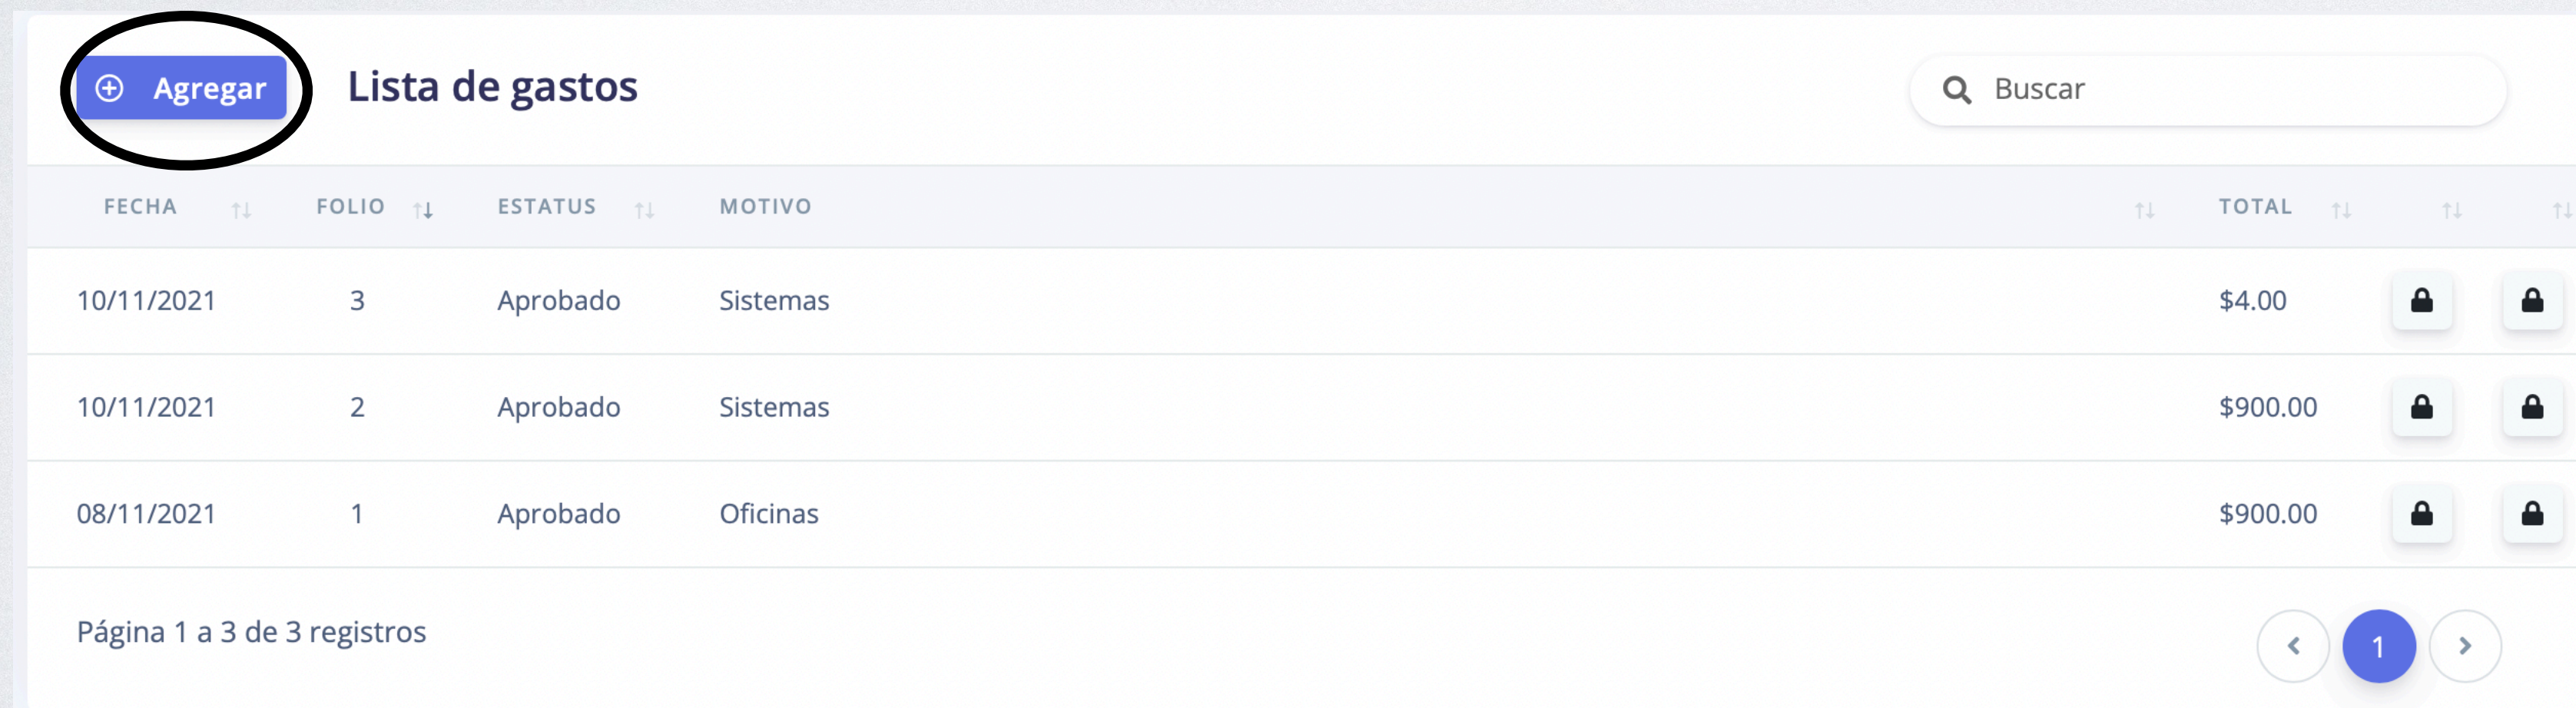 Agregar Lista de gastos Buscar
FECHA FOLIO ESTATUS MOTIVO TOTAL
10/11/2021 3 Aprobado Sistemas $4.00
10/11/2021 2 Aprobado Sistemas $900.00
08/11/2021 1 Aprobado Oficinas $900.00
Página 1 a 3 de 3 registros 1